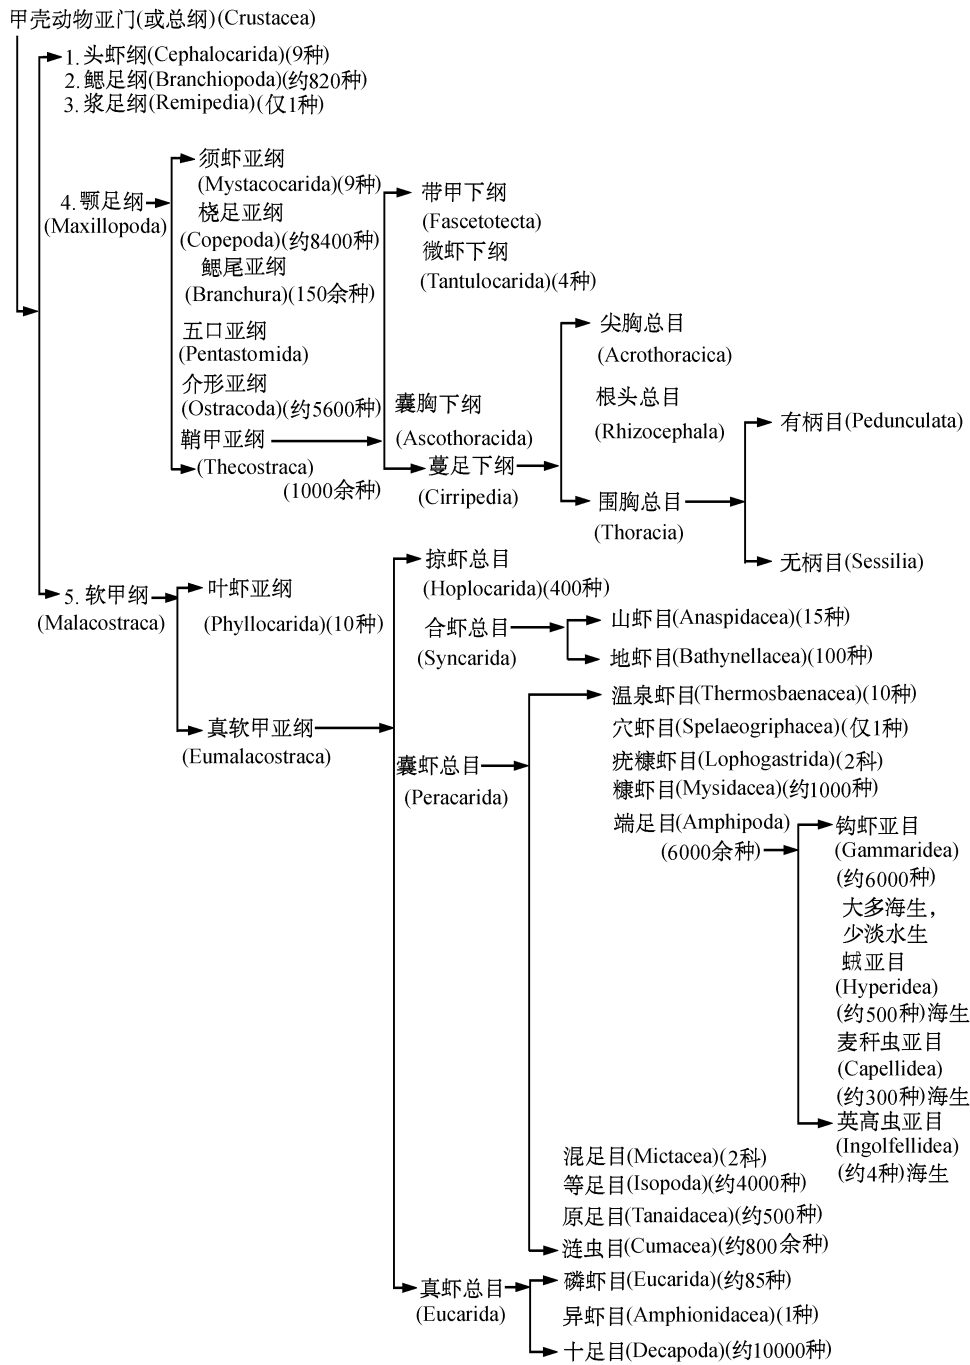 甲壳动物亚门(或总纲)(Crustacea)
1.头虾纲(Cephalocarida)(9种)
2.鳃足纲(Branchiopoda)(约820种)
3.浆足纲(Remipedia)(仅1种)
4.颚足纲
(Maxillopoda)
须虾亚纲
(Mystacocarida)(9种)
桡足亚纲
(Copepoda)(约8400种)
鳃尾亚纲
(Branchura)(150余种)
五口亚纲
(Pentastomida)
介形亚纲
(Ostracoda)(约5600种)
鞘甲亚纲
(Thecostraca)
(1000余种)
带甲下纲
(Fascetotecta)
微虾下纲
(Tantulocarida)(4种)
囊胸下纲
(Ascothoracida)
蔓足下纲
(Cirripedia)
尖胸总目
(Acrothoracica)
根头总目
(Rhizocephala)
围胸总目
(Thoracia)
有柄目(Pedunculata)
无柄目(Sessilia)
5.软甲纲
(Malacostraca)
叶虾亚纲
(Phyllocarida)(10种)
真软甲亚纲
(Eumalacostraca)
掠虾总目
(Hoplocarida)(400种)
合虾总目
(Syncarida)
山虾目(Anaspidacea)(15种)
地虾目(Bathynellacea)(100种)
囊虾总目
(Peracarida)
温泉虾目(Thermosbaenacea)(10种)
穴虾目(Spelaeogriphacea)(仅1种)
疣糠虾目(Lophogastrida)(2科)
糠虾目(Mysidacea)(约1000种)
端足目(Amphipoda)
(6000余种)
钩虾亚目
(Gammaridea)
(约6000种)
大多海生,
少淡水生
蜮亚目
(Hyperidea)
(约500种)海生
麦秆虫亚目
(Capellidea)
(约300种)海生
英高虫亚目
(Ingolfellidea)
(约4种)海生
混足目(Mictacea)(2科)
等足目(Isopoda)(约4000种)
原足目(Tanaidacea)(约500种)
涟虫目(Cumacea)(约800余种)
真虾总目
(Eucarida)
磷虾目(Eucarida)(约85种)
异虾目(Amphionidacea)(1种)
十足目(Decapoda)(约10000种)